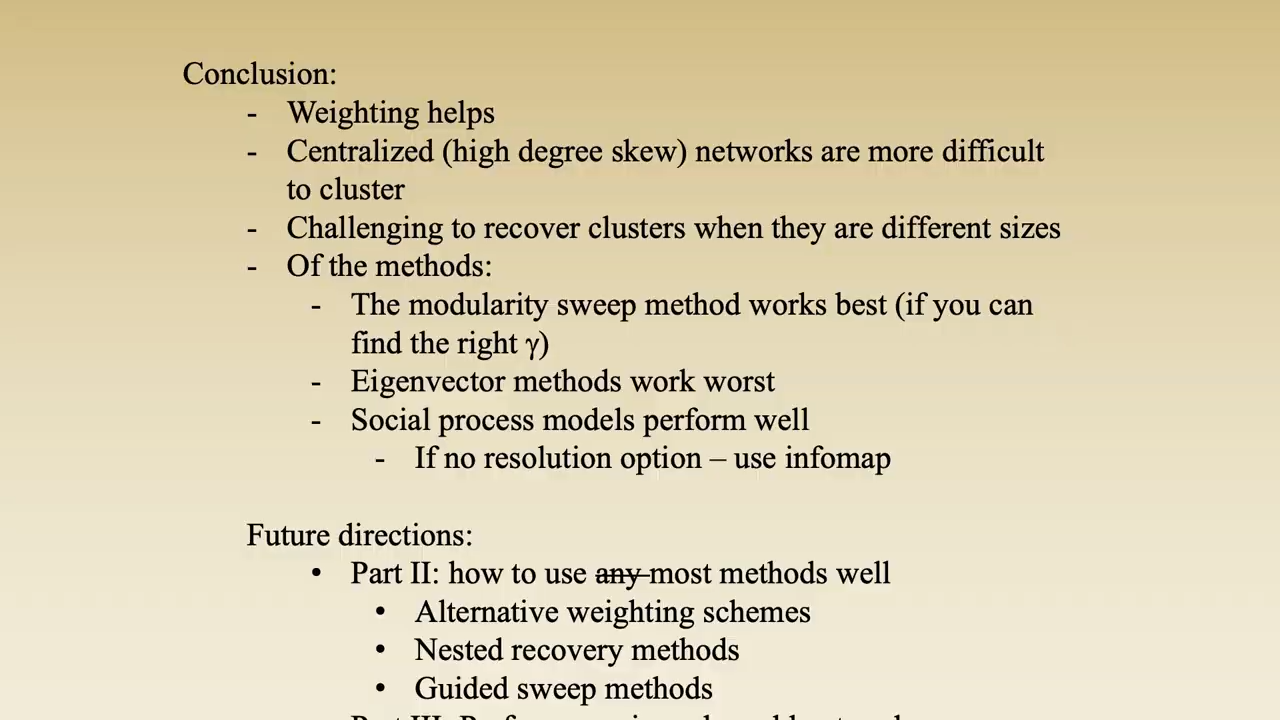 Conclusion:
- Weighting helps
- Centralized (high degree skew) networks are more difficult
to cluster
- Challenging to recover clusters when they are different sizes
- Of the methods:
- The modularity sweep method works best (if you can
find the right γ)
- Eigenvector methods work worst
- Social process models perform well
- If no resolution option – use infomap
Future directions:
• Part II: how to use any most methods well
• Alternative weighting schemes
• Nested recovery methods
• Guided sweep methods
Part III: